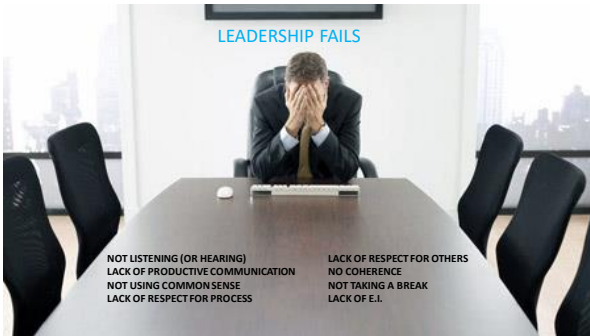 LEADERSHIP FAILS
NOT LISTENING (OR HEARING)
LACK OF PRODUCTIVE COMMUNICATION
NOT USING COMMON SENSE
LACK OF RESPECT FOR PROCESS
LACK OF RESPECT FOR OTHERS
NO COHERENCE
NOT TAKING A BREAK
LACK OF E.I.